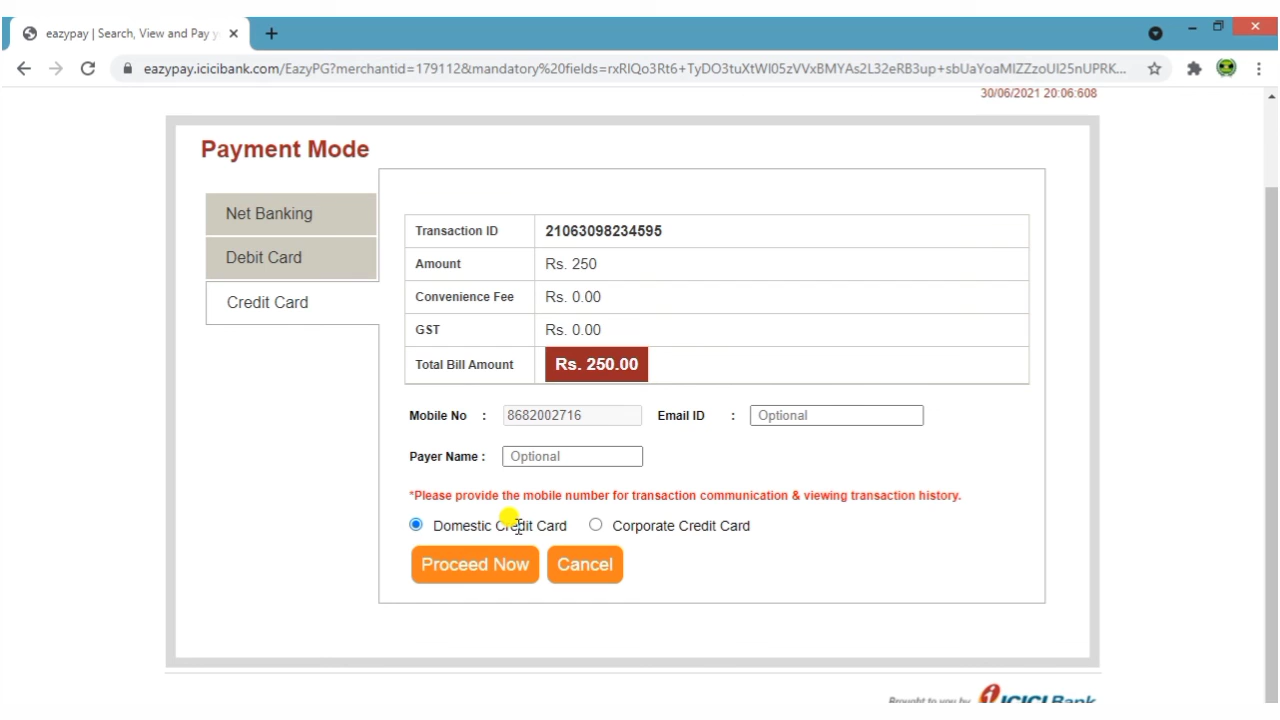 eazypay | Search, View and Pay y
eazypay.icicibank.com/EazyPG?merchantid=179112&mandatory%20fields=rxRIQo3Rt6+TyDO3tuXtWI05zVVxBMYAs2L32eRB3up+sbUaYoaMIZZzoUI25nUPRK...
30/06/2021 20:06:608
Payment Mode
Net Banking
Debit Card
Credit Card
Transaction ID 21063098234595
Amount Rs. 250
Convenience Fee Rs. 0.00
GST Rs. 0.00
Total Bill Amount Rs. 250.00
Mobile No : 8682002716 Email ID : Optional
Payer Name : Optional
*Please provide the mobile number for transaction communication & viewing transaction history.
Domestic Credit Card Corporate Credit Card
Proceed Now Cancel
Brought to you by ICICI Bank